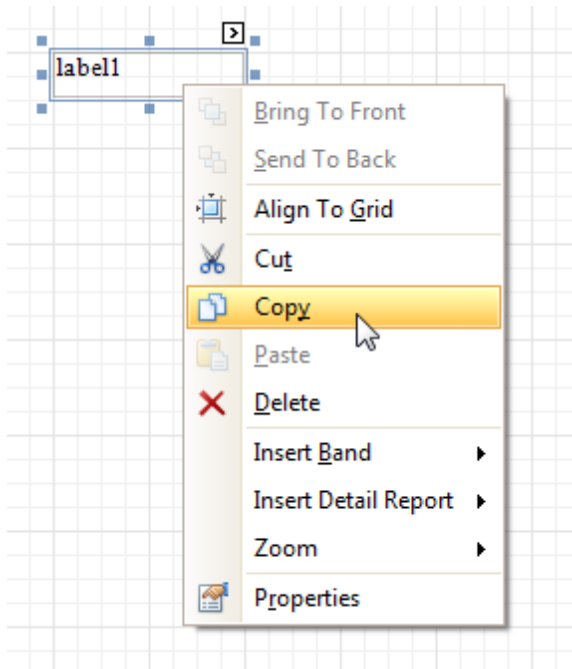 label1
Bring To Front
Send To Back
Align To Grid
Cut
Copy
Paste
Delete
Insert Band
Insert Detail Report
Zoom
Properties